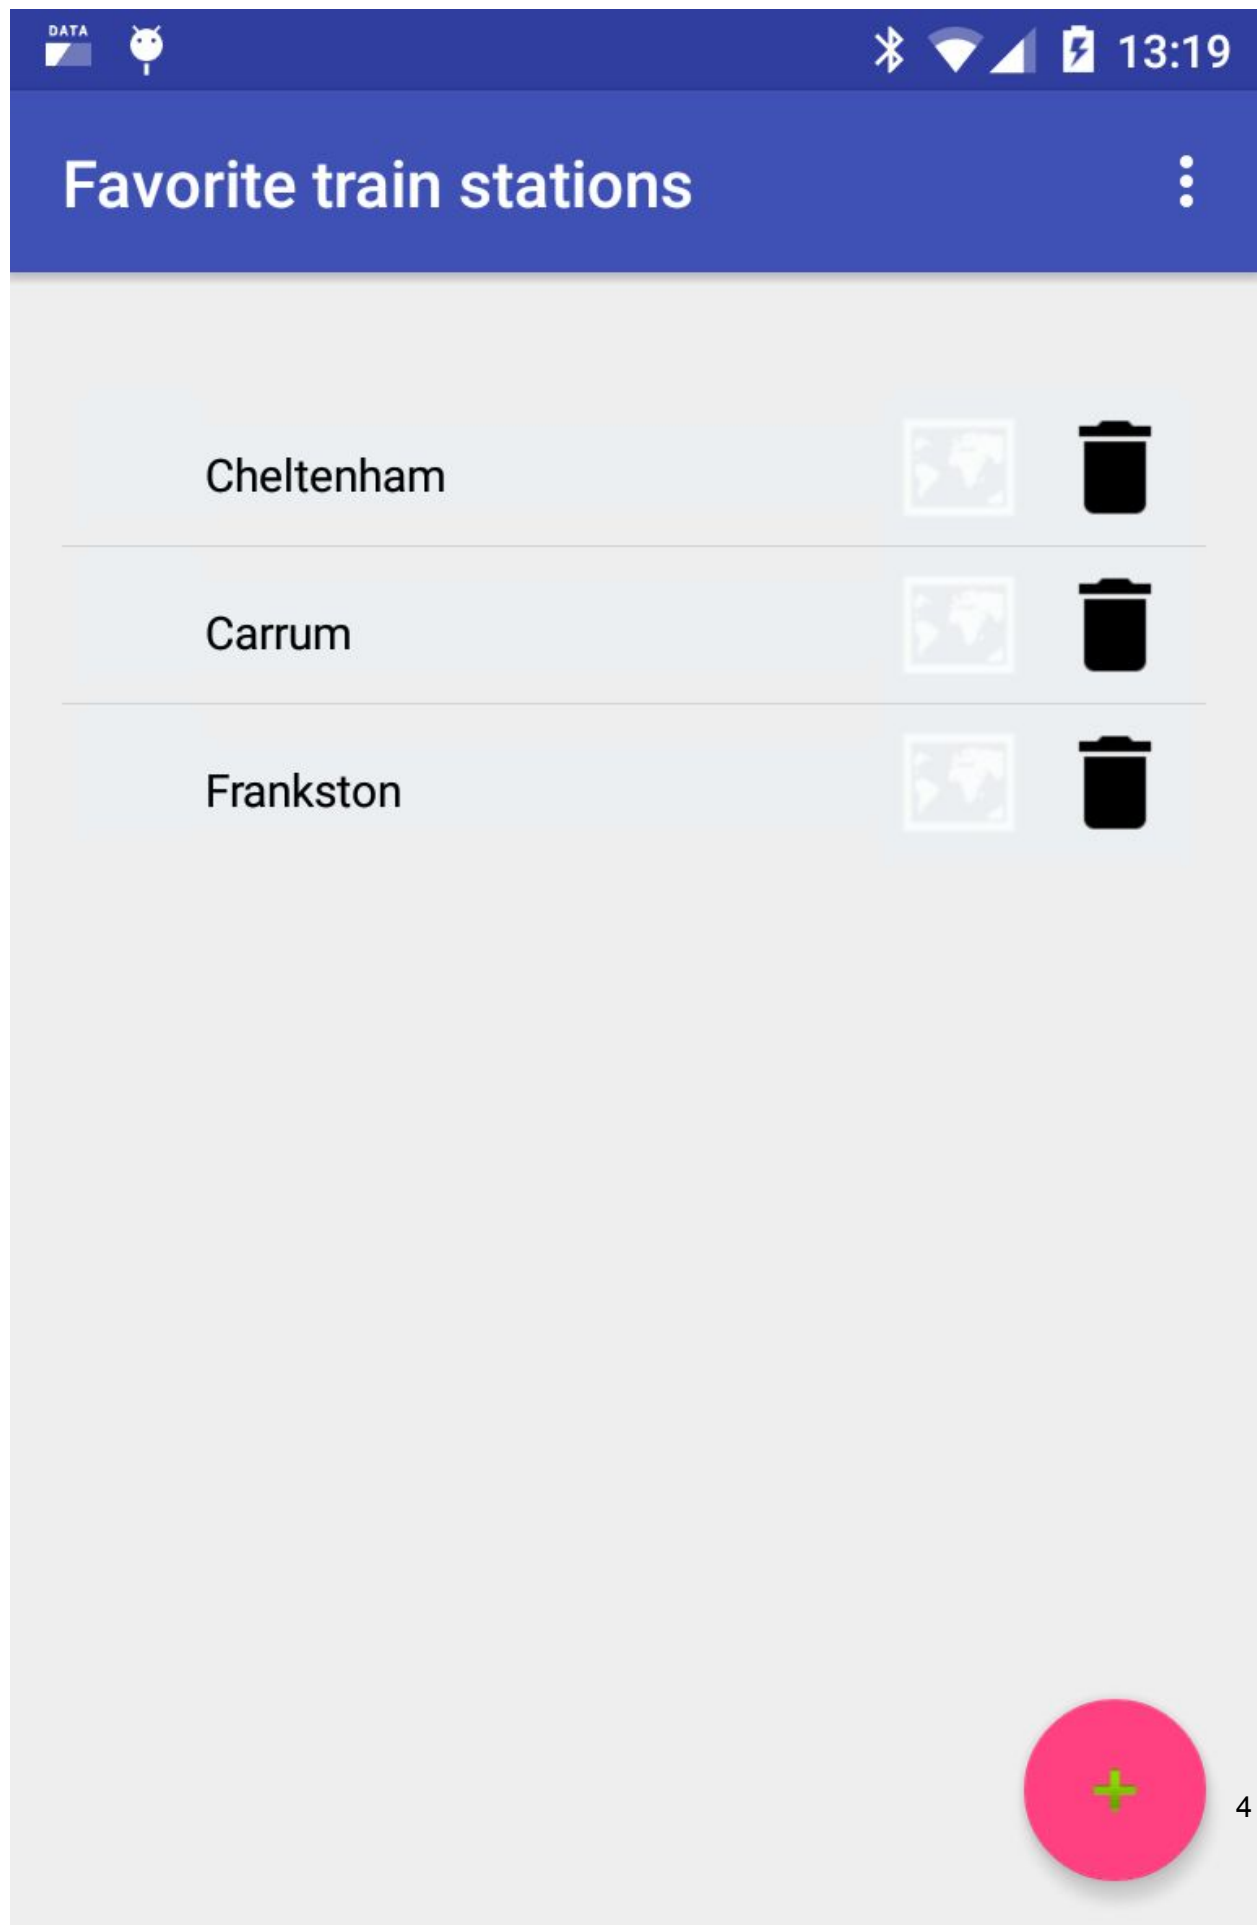 DATA
13:19
Favorite train stations
Cheltenham
Carrum
Frankston
+
4